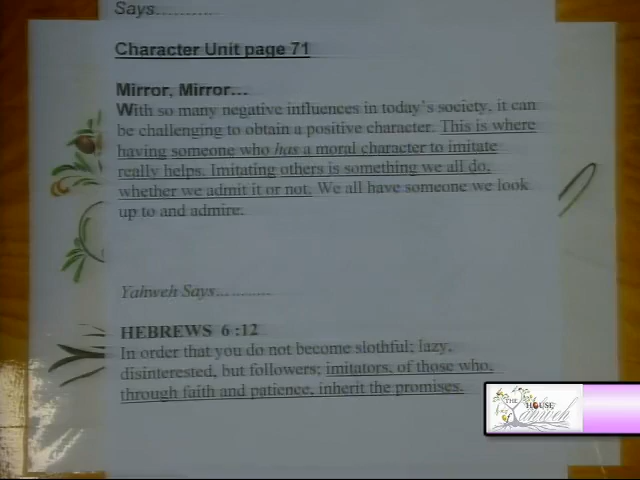 Says...........
Character Unit page 71
Mirror, Mirror...
With so many negative influences in today's society, it can
be challenging to obtain a positive character. This is where
having someone who has a moral character to imitate
really helps. Imitating others is something we all do,
whether we admit it or not. We all have someone we look
up to and admire.
Yahweh Says...........
HEBREWS 6 :12
In order that you do not become slothful; lazy,
disinterested, but followers; imitators, of those who,
through faith and patience, inherit the promises.
THE HOUSE
Yahweh